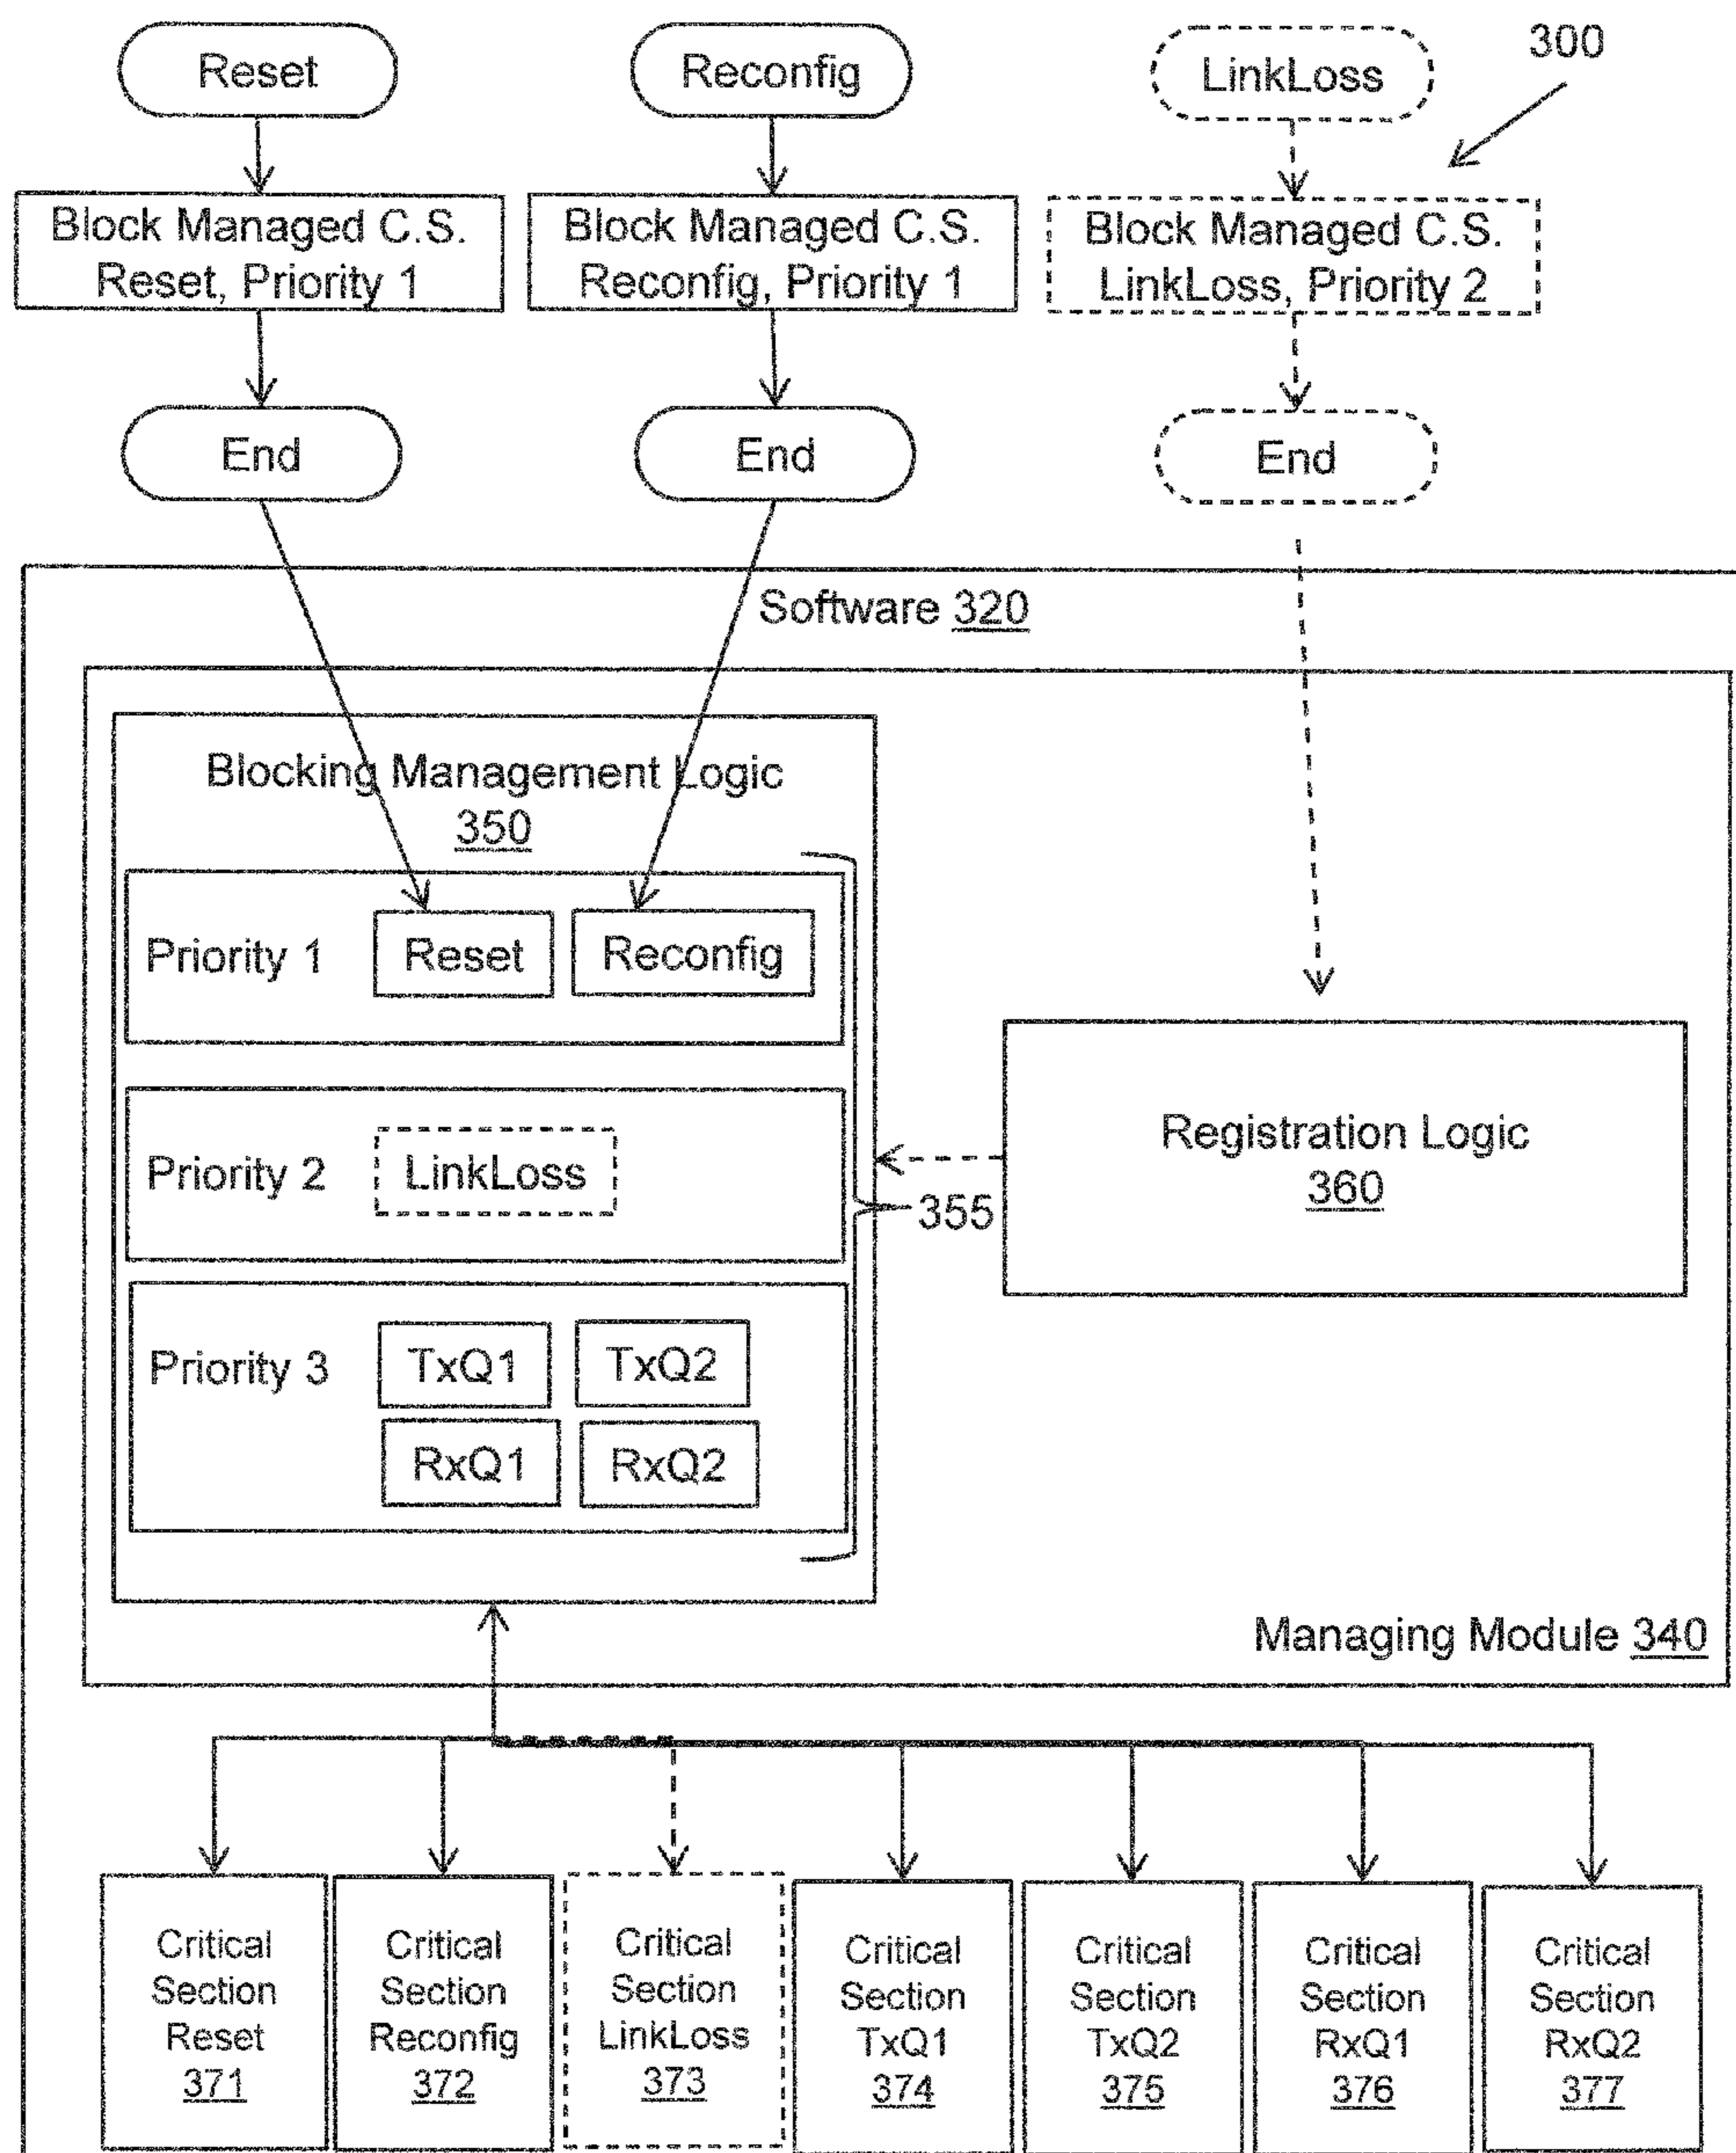 300
Reset
Reconfig
LinkLoss
Block Managed C.S.
Reset, Priority 1
Block Managed C.S.
Reconfig, Priority 1
Block Managed C.S.
LinkLoss, Priority 2
End
End
End
Software 320
Blocking Management Logic
350
Priority 1
Reset
Reconfig
Priority 2
LinkLoss
355
Registration Logic
360
Priority 3
TxQ1
TxQ2
RxQ1
RxQ2
Managing Module 340
Critical
Section
Reset
371
Critical
Section
Reconfig
372
Critical
Section
LinkLoss
373
Critical
Section
TxQ1
374
Critical
Section
TxQ2
375
Critical
Section
RxQ1
376
Critical
Section
RxQ2
377